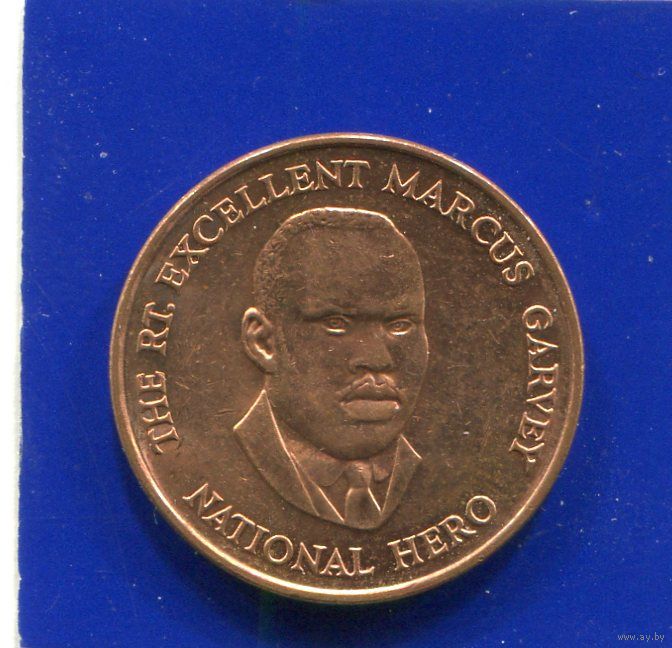 THE RT. EXCELLENT MARCUS GARVEY
NATIONAL HERO
www.ay.by